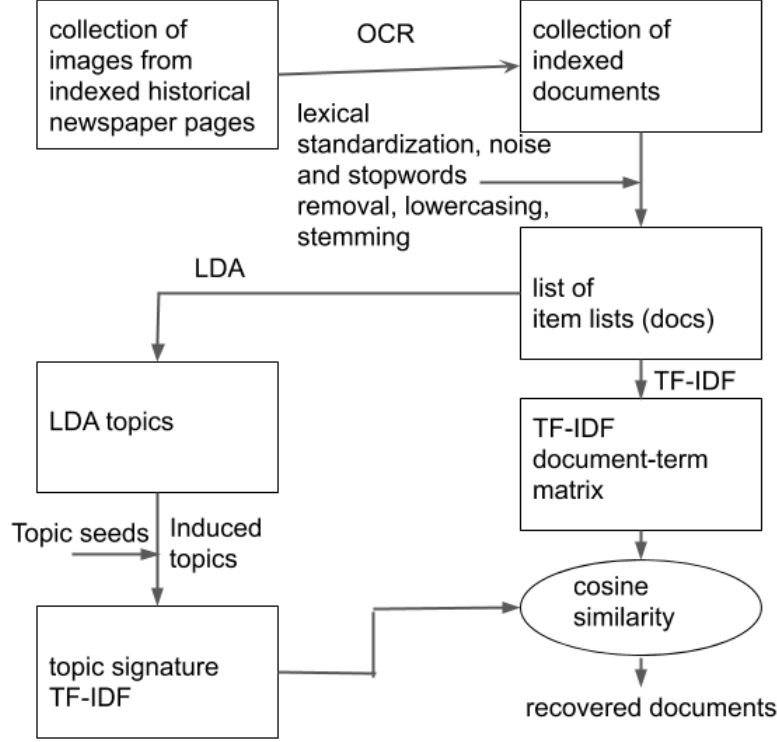 collection of
images from
indexed historical
newspaper pages
OCR
collection of
indexed
documents
lexical
standardization, noise
and stopwords
removal, lowercasing,
stemming
LDA
list of
item lists (docs)
TF-IDF
LDA topics
TF-IDF
document-term
matrix
Topic seeds
Induced
topics
cosine
similarity
topic signature
TF-IDF
recovered documents